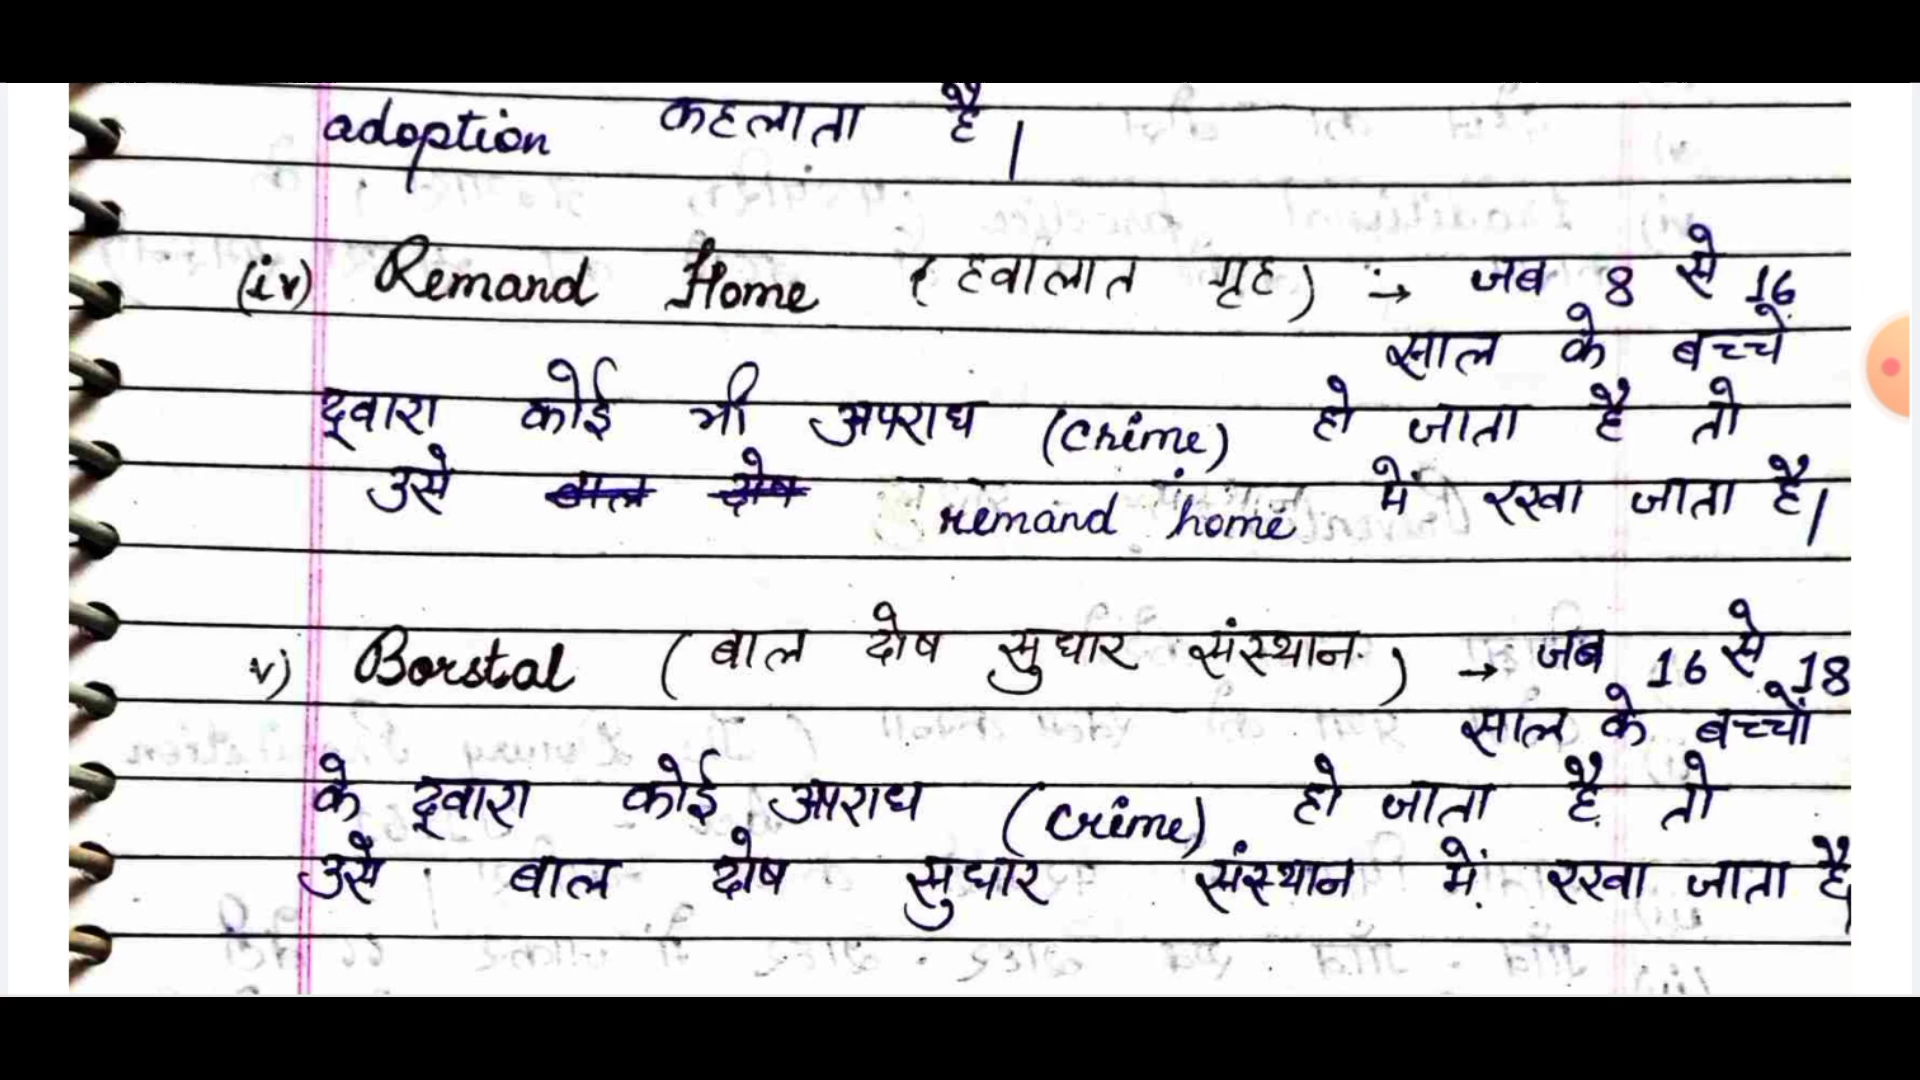 adoption कहलाता है।
(iv) Remand Home (हवालात गृह) :→ जब 8 से 16
साल के बच्चें
द्वारा कोई भी अपराध (crime) हो जाता है तो
उसे बाल दोष remand home में रखा जाता है।
v) Borstal (बाल दोष सुधार संस्थान) → जब 16 से 18
साल के बच्चों
के द्वारा कोई अपराध (crime) हो जाता है तो
उसे बाल दोष सुधार संस्थान में रखा जाता है।